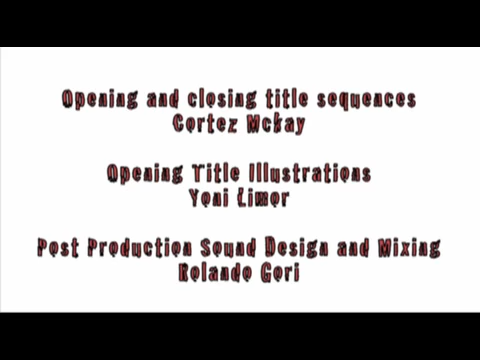 Opening and closing title sequences
Cortez Mckay
Opening Title Illustrations
Yoni Limor
Post Production Sound Design and Mixing
Rolando Gori